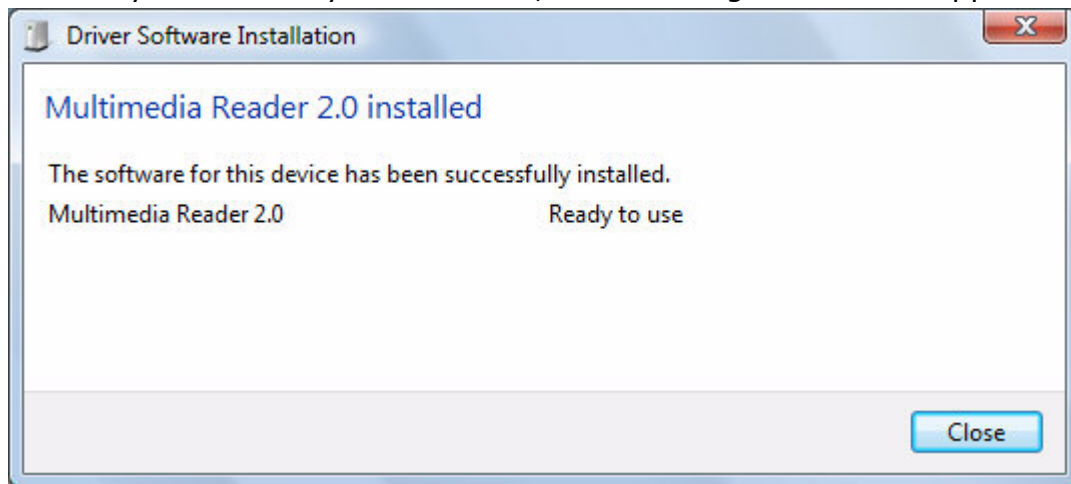 Driver Software Installation
Multimedia Reader 2.0 installed
The software for this device has been successfully installed.
Multimedia Reader 2.0 Ready to use
Close